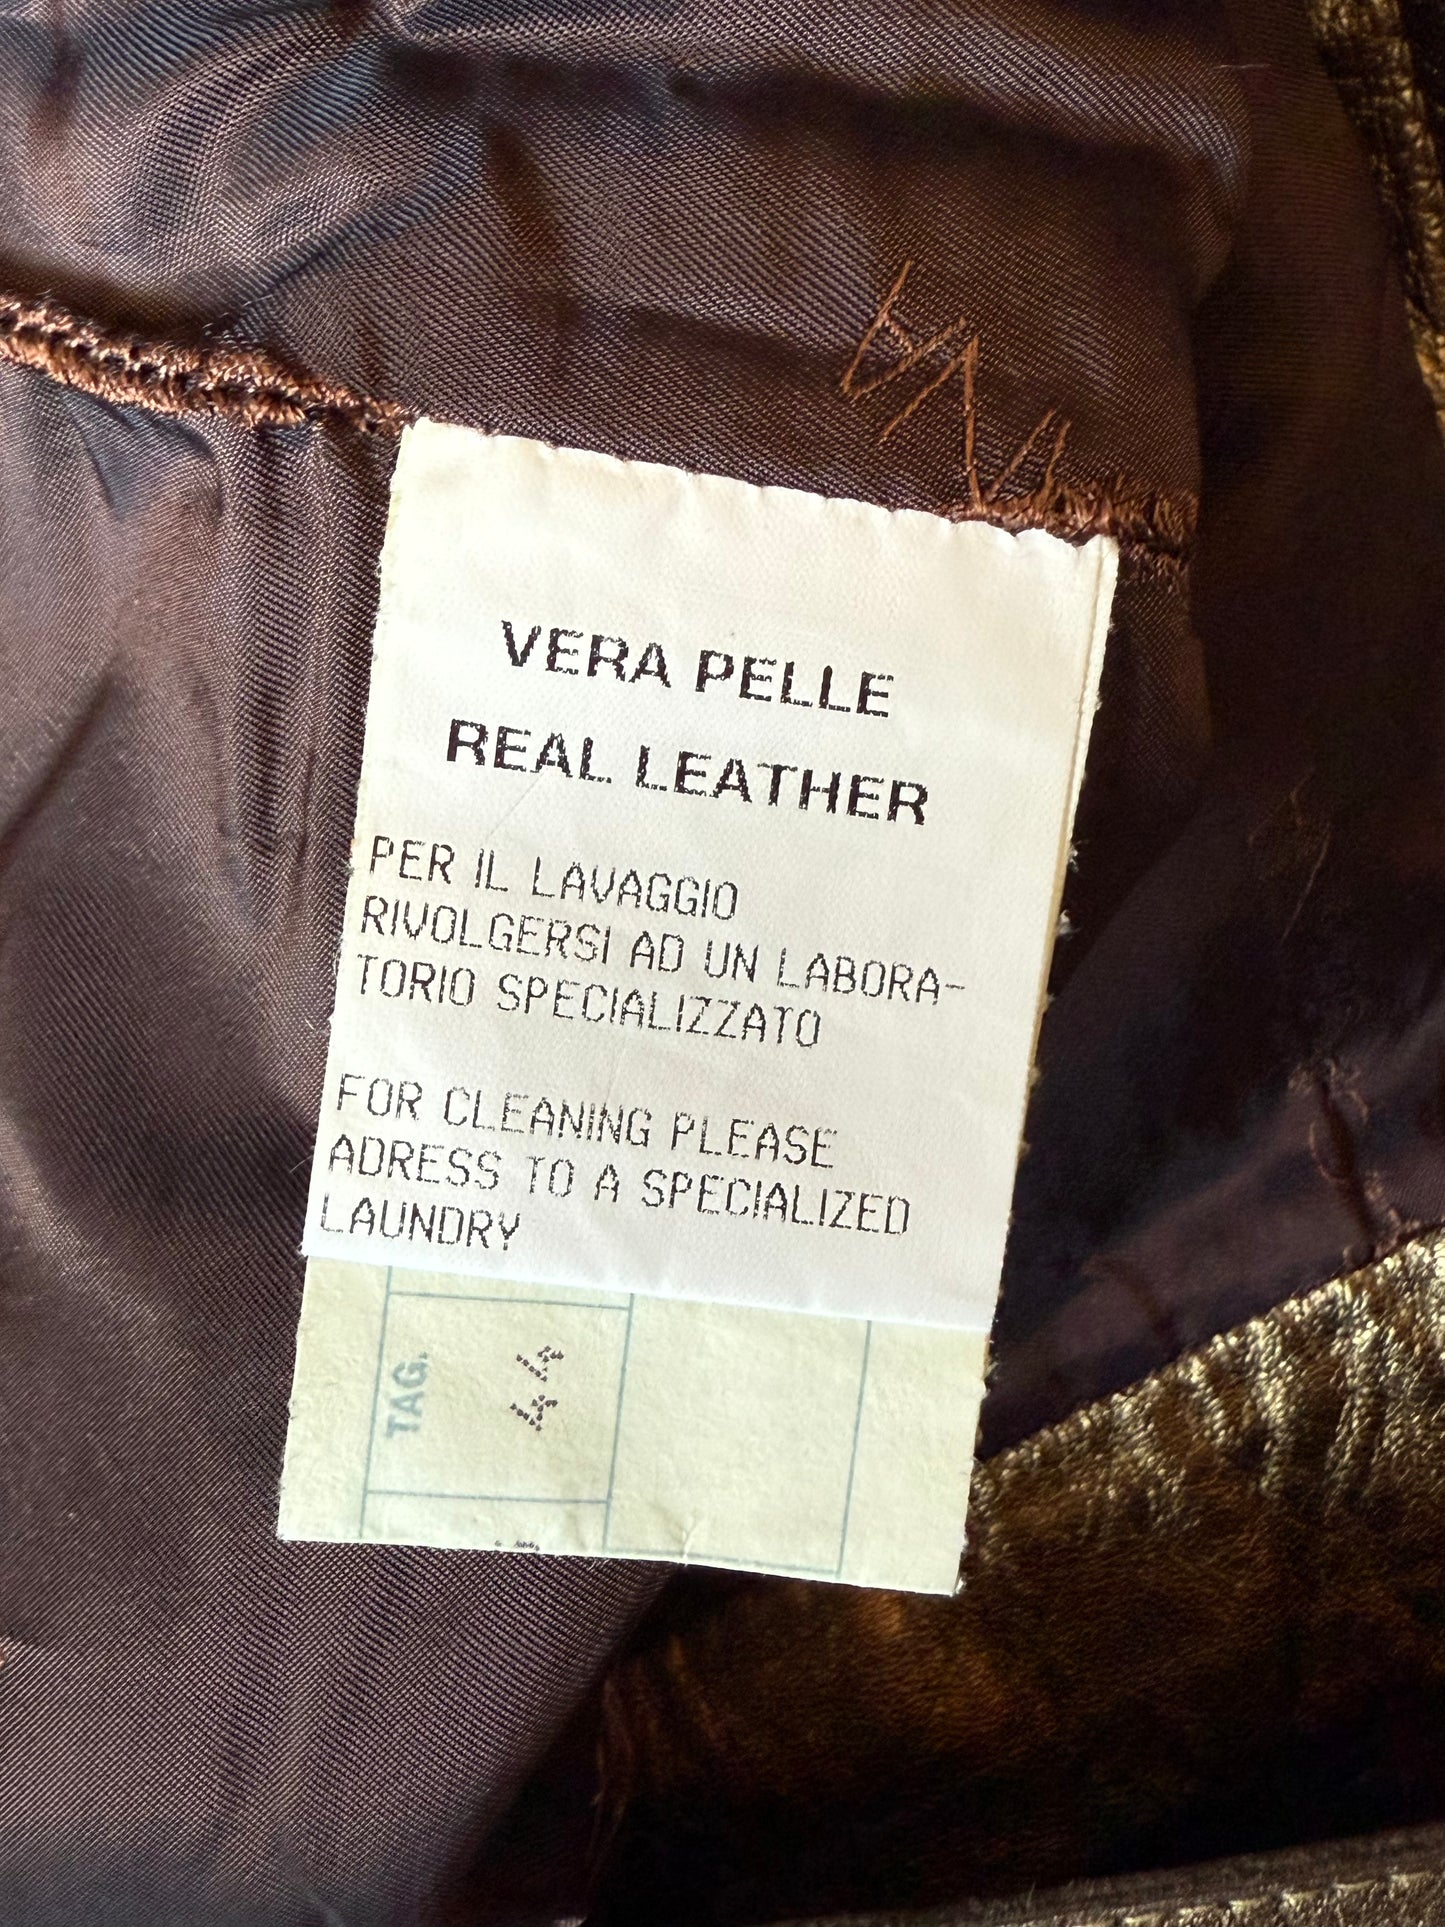 VERA PELLE
REAL LEATHER
PER IL LAVAGGIO
RIVOLGERSI AD UN LABORA-
TORIO SPECIALIZZATO
FOR CLEANING PLEASE
ADRESS TO A SPECIALIZED
LAUNDRY
TAG. 44